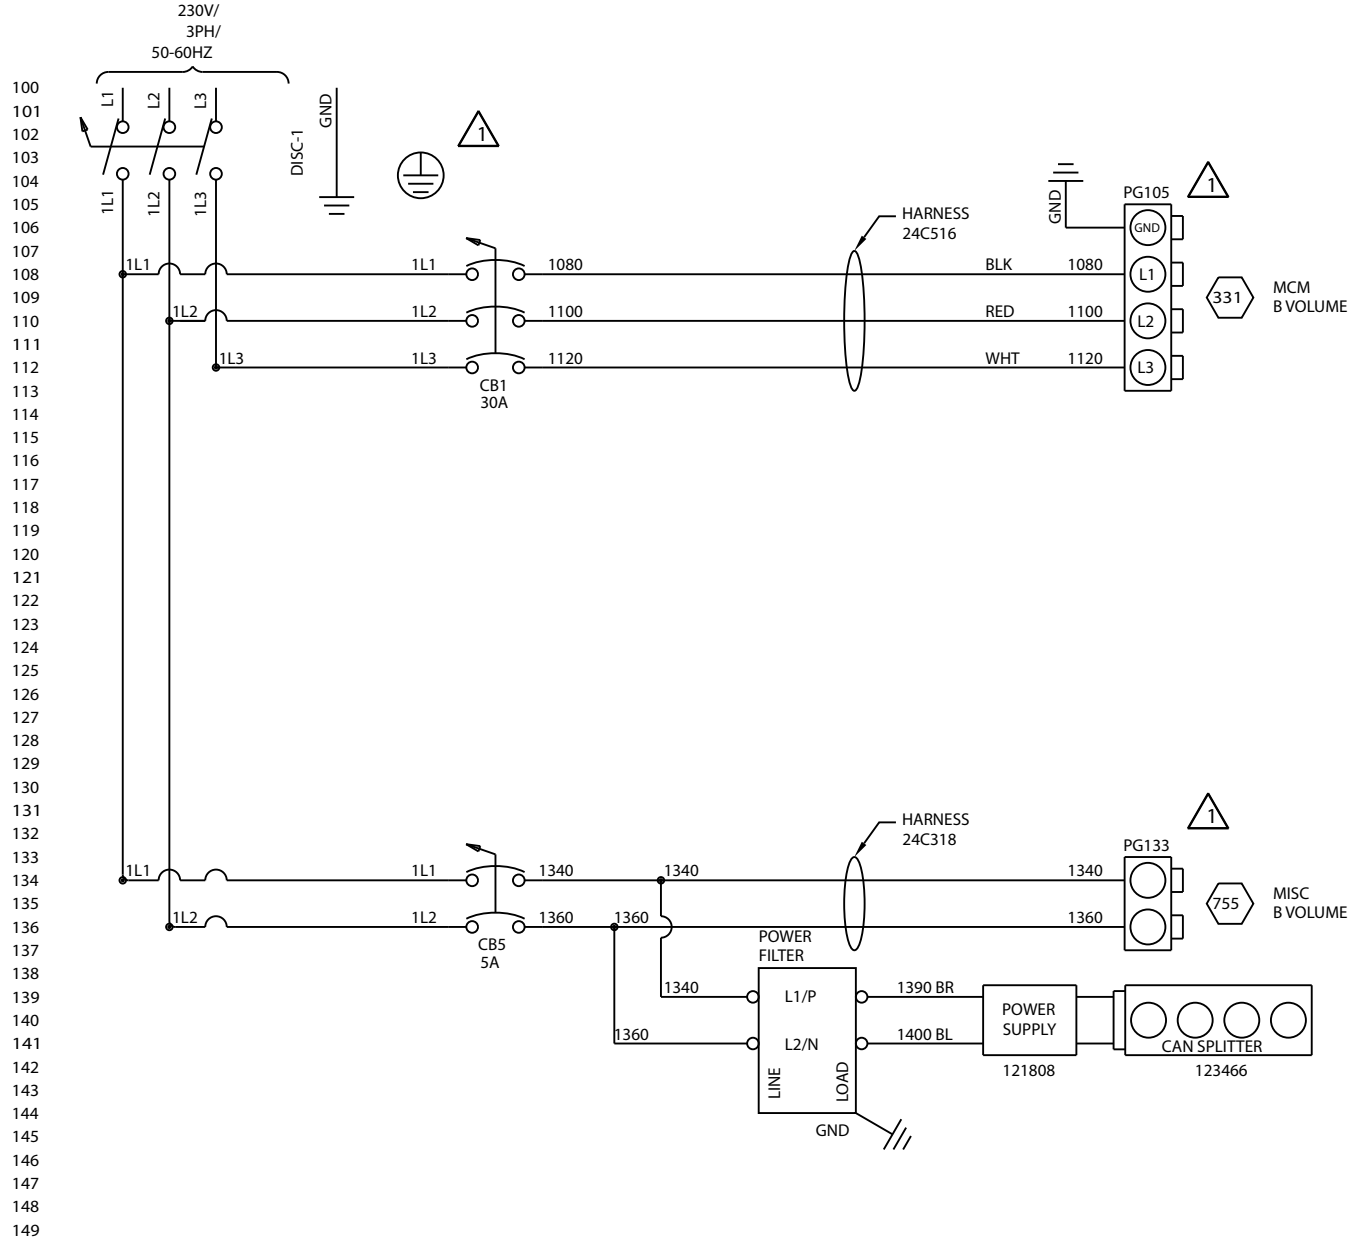 230V/
3PH/
50-60HZ
100
101
102
103
104
105
106
107
108
109
110
111
112
113
114
115
116
117
118
119
120
121
122
123
124
125
126
127
128
129
130
131
132
133
134
135
136
137
138
139
140
141
142
143
144
145
146
147
148
149
L1
L2
L3
DISC-1
GND
1
1L1
1L2
1L3
HARNESS
24C516
GND
PG105
1
GND
1L1
1L1
1080
BLK
1080
L1
331
MCM
B VOLUME
1L2
1L2
1100
RED
1100
L2
1L3
1L3
1120
WHT
1120
L3
CB1
30A
HARNESS
24C318
1
PG133
1L1
1L1
1340
1340
1340
755
MISC
B VOLUME
1L2
1L2
1360
1360
1360
CB5
5A
POWER
FILTER
1340
L1/P
1390 BR
POWER
SUPPLY
1360
L2/N
1400 BL
CAN SPLITTER
121808
123466
LINE
LOAD
GND